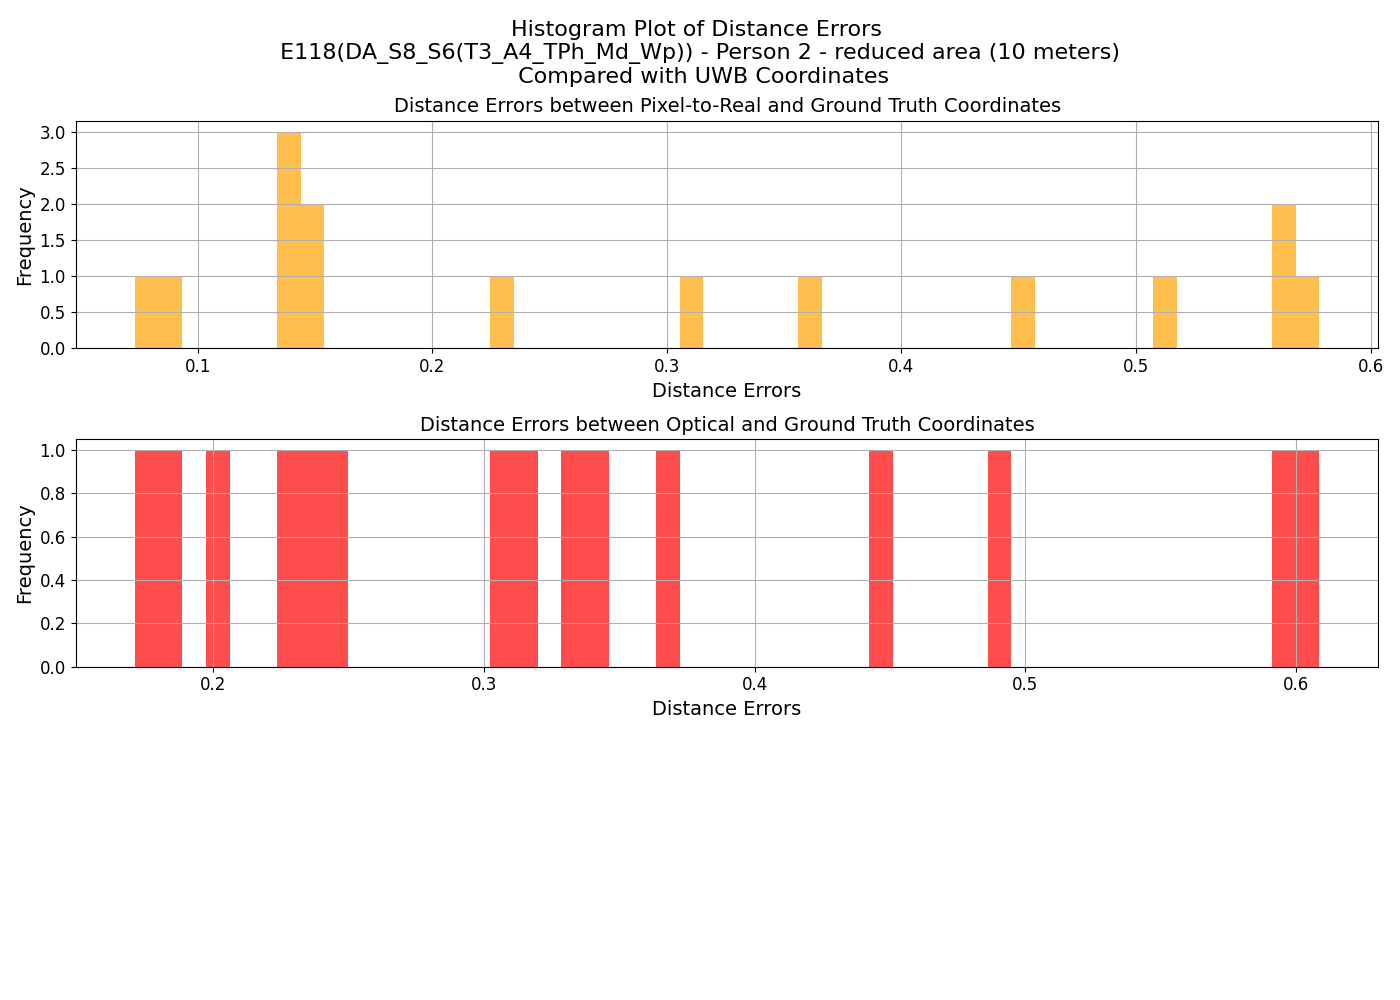 Histogram Plot of Distance Errors
E118(DA_S8_S6(T3_A4_TPh_Md_Wp)) - Person 2 - reduced area (10 meters)
Compared with UWB Coordinates
Distance Errors between Pixel-to-Real and Ground Truth Coordinates
3.0
2.5
2.0
1.5
1.0
0.5
0.0
Frequency
0.1 0.2 0.3 0.4 0.5 0.6
Distance Errors
Distance Errors between Optical and Ground Truth Coordinates
1.0
0.8
0.6
0.4
0.2
0.0
Frequency
0.2 0.3 0.4 0.5 0.6
Distance Errors